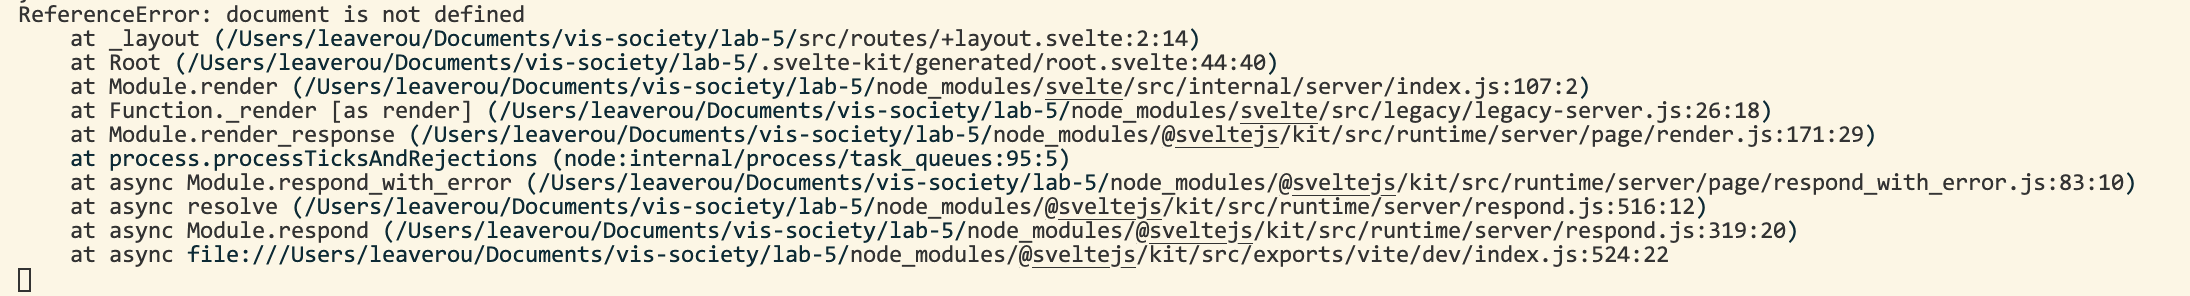 ReferenceError: document is not defined
at _layout (/Users/leaverou/Documents/vis-society/lab-5/src/routes/+layout.svelte:2:14)
at Root (/Users/leaverou/Documents/vis-society/lab-5/.svelte-kit/generated/root.svelte:44:40)
at Module.render (/Users/leaverou/Documents/vis-society/lab-5/node_modules/svelte/src/internal/server/index.js:107:2)
at Function._render [as render] (/Users/leaverou/Documents/vis-society/lab-5/node_modules/svelte/src/legacy/legacy-server.js:26:18)
at Module.render_response (/Users/leaverou/Documents/vis-society/lab-5/node_modules/@sveltejs/kit/src/runtime/server/page/render.js:171:29)
at process.processTicksAndRejections (node:internal/process/task_queues:95:5)
at async Module.respond_with_error (/Users/leaverou/Documents/vis-society/lab-5/node_modules/@sveltejs/kit/src/runtime/server/page/respond_with_error.js:83:10)
at async resolve (/Users/leaverou/Documents/vis-society/lab-5/node_modules/@sveltejs/kit/src/runtime/server/respond.js:516:12)
at async Module.respond (/Users/leaverou/Documents/vis-society/lab-5/node_modules/@sveltejs/kit/src/runtime/server/respond.js:319:20)
at async file:///Users/leaverou/Documents/vis-society/lab-5/node_modules/@sveltejs/kit/src/exports/vite/dev/index.js:524:22